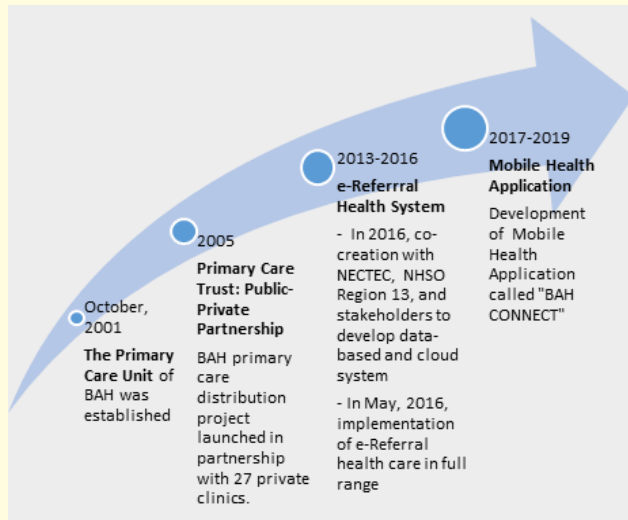 October,
2001
The Primary
Care Unit of
BAH was
established
2005
Primary Care
Trust: Public-
Private
Partnership
BAH primary
care
distribution
project
launched in
partnership
with 27 private
clinics.
2013-2016
e-Referrral
Health System
- In 2016, co-
creation with
NECTEC, NHSO
Region 13, and
stakeholders to
develop data-
based and cloud
system
- In May, 2016,
implementation
of e-Referral
health care in full
range
2017-2019
Mobile Health
Application
Development
of Mobile
Health
Application
called "BAH
CONNECT"